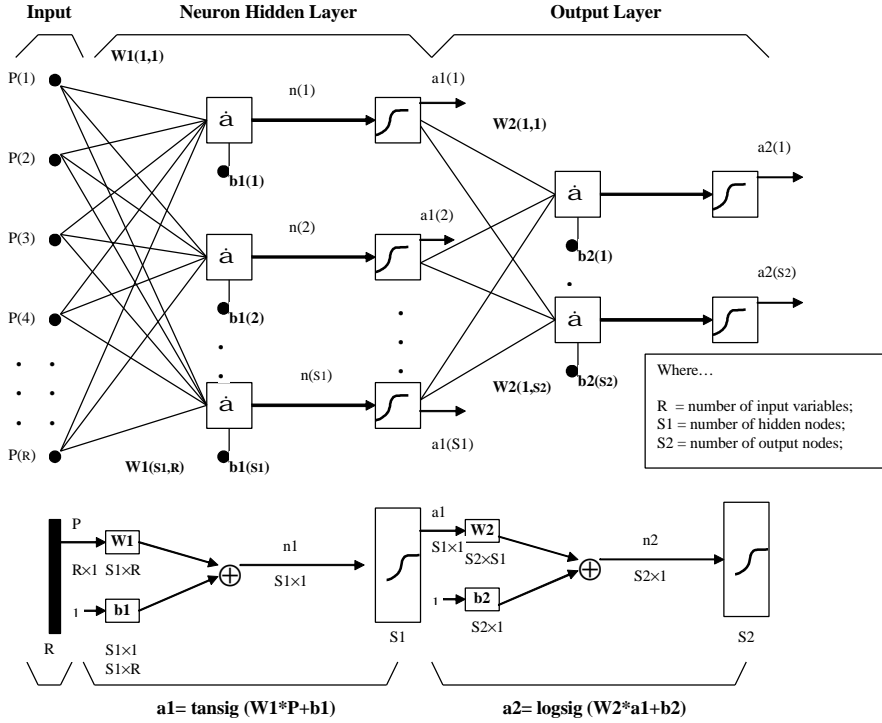 Input
Neuron Hidden Layer
Output Layer
W1(1,1)
P(1)
n(1)
a1(1)
ȧ
b1(1)
W2(1,1)
P(2)
a2(1)
n(2)
a1(2)
ȧ
P(3)
ȧ
b1(2)
b2(1)
a2(S2)
P(4)
ȧ
n(S1)
W2(1,S2)
b2(S2)
ȧ
a1(S1)
P(R)
W1(S1,R)
b1(S1)
Where…
R = number of input variables;
S1 = number of hidden nodes;
S2 = number of output nodes;
P
W1
n1
a1
W2
n2
R×1
S1×R
S1×1
S1×1
S2×S1
S2×1
1
b1
1
b2
R
S1×1
S1×R
S1
S2×1
S2
a1= tansig (W1*P+b1)
a2= logsig (W2*a1+b2)